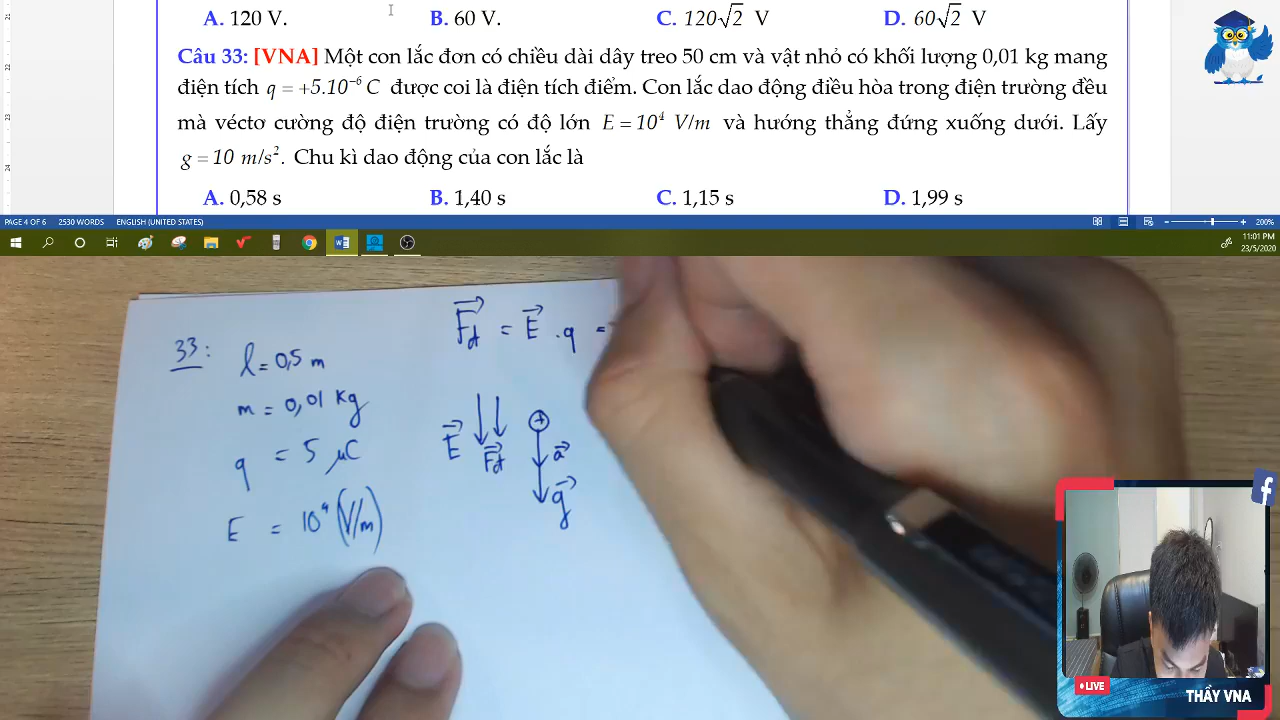 A. 120 V. B. 60 V. C. 120√2 V D. 60√2 V
Câu 33: [VNA] Một con lắc đơn có chiều dài dây treo 50 cm và vật nhỏ có khối lượng 0,01 kg mang
điện tích q = +5.10⁻⁶ C được coi là điện tích điểm. Con lắc dao động điều hòa trong điện trường đều
mà véctơ cường độ điện trường có độ lớn E = 10⁴ V/m và hướng thẳng đứng xuống dưới. Lấy
g = 10 m/s². Chu kì dao động của con lắc là
A. 0,58 s B. 1,40 s C. 1,15 s D. 1,99 s
PAGE 4 OF 6 2530 WORDS ENGLISH (UNITED STATES) 200%
11:01 PM
23/5/2020
33:
l = 0,5 m
m = 0,01 kg
q = 5 μC
E = 10⁴ (V/m)
F⃗đ = E⃗ .q =
E⃗ F⃗đ + a⃗
g⃗
LIVE
THẦY VNA